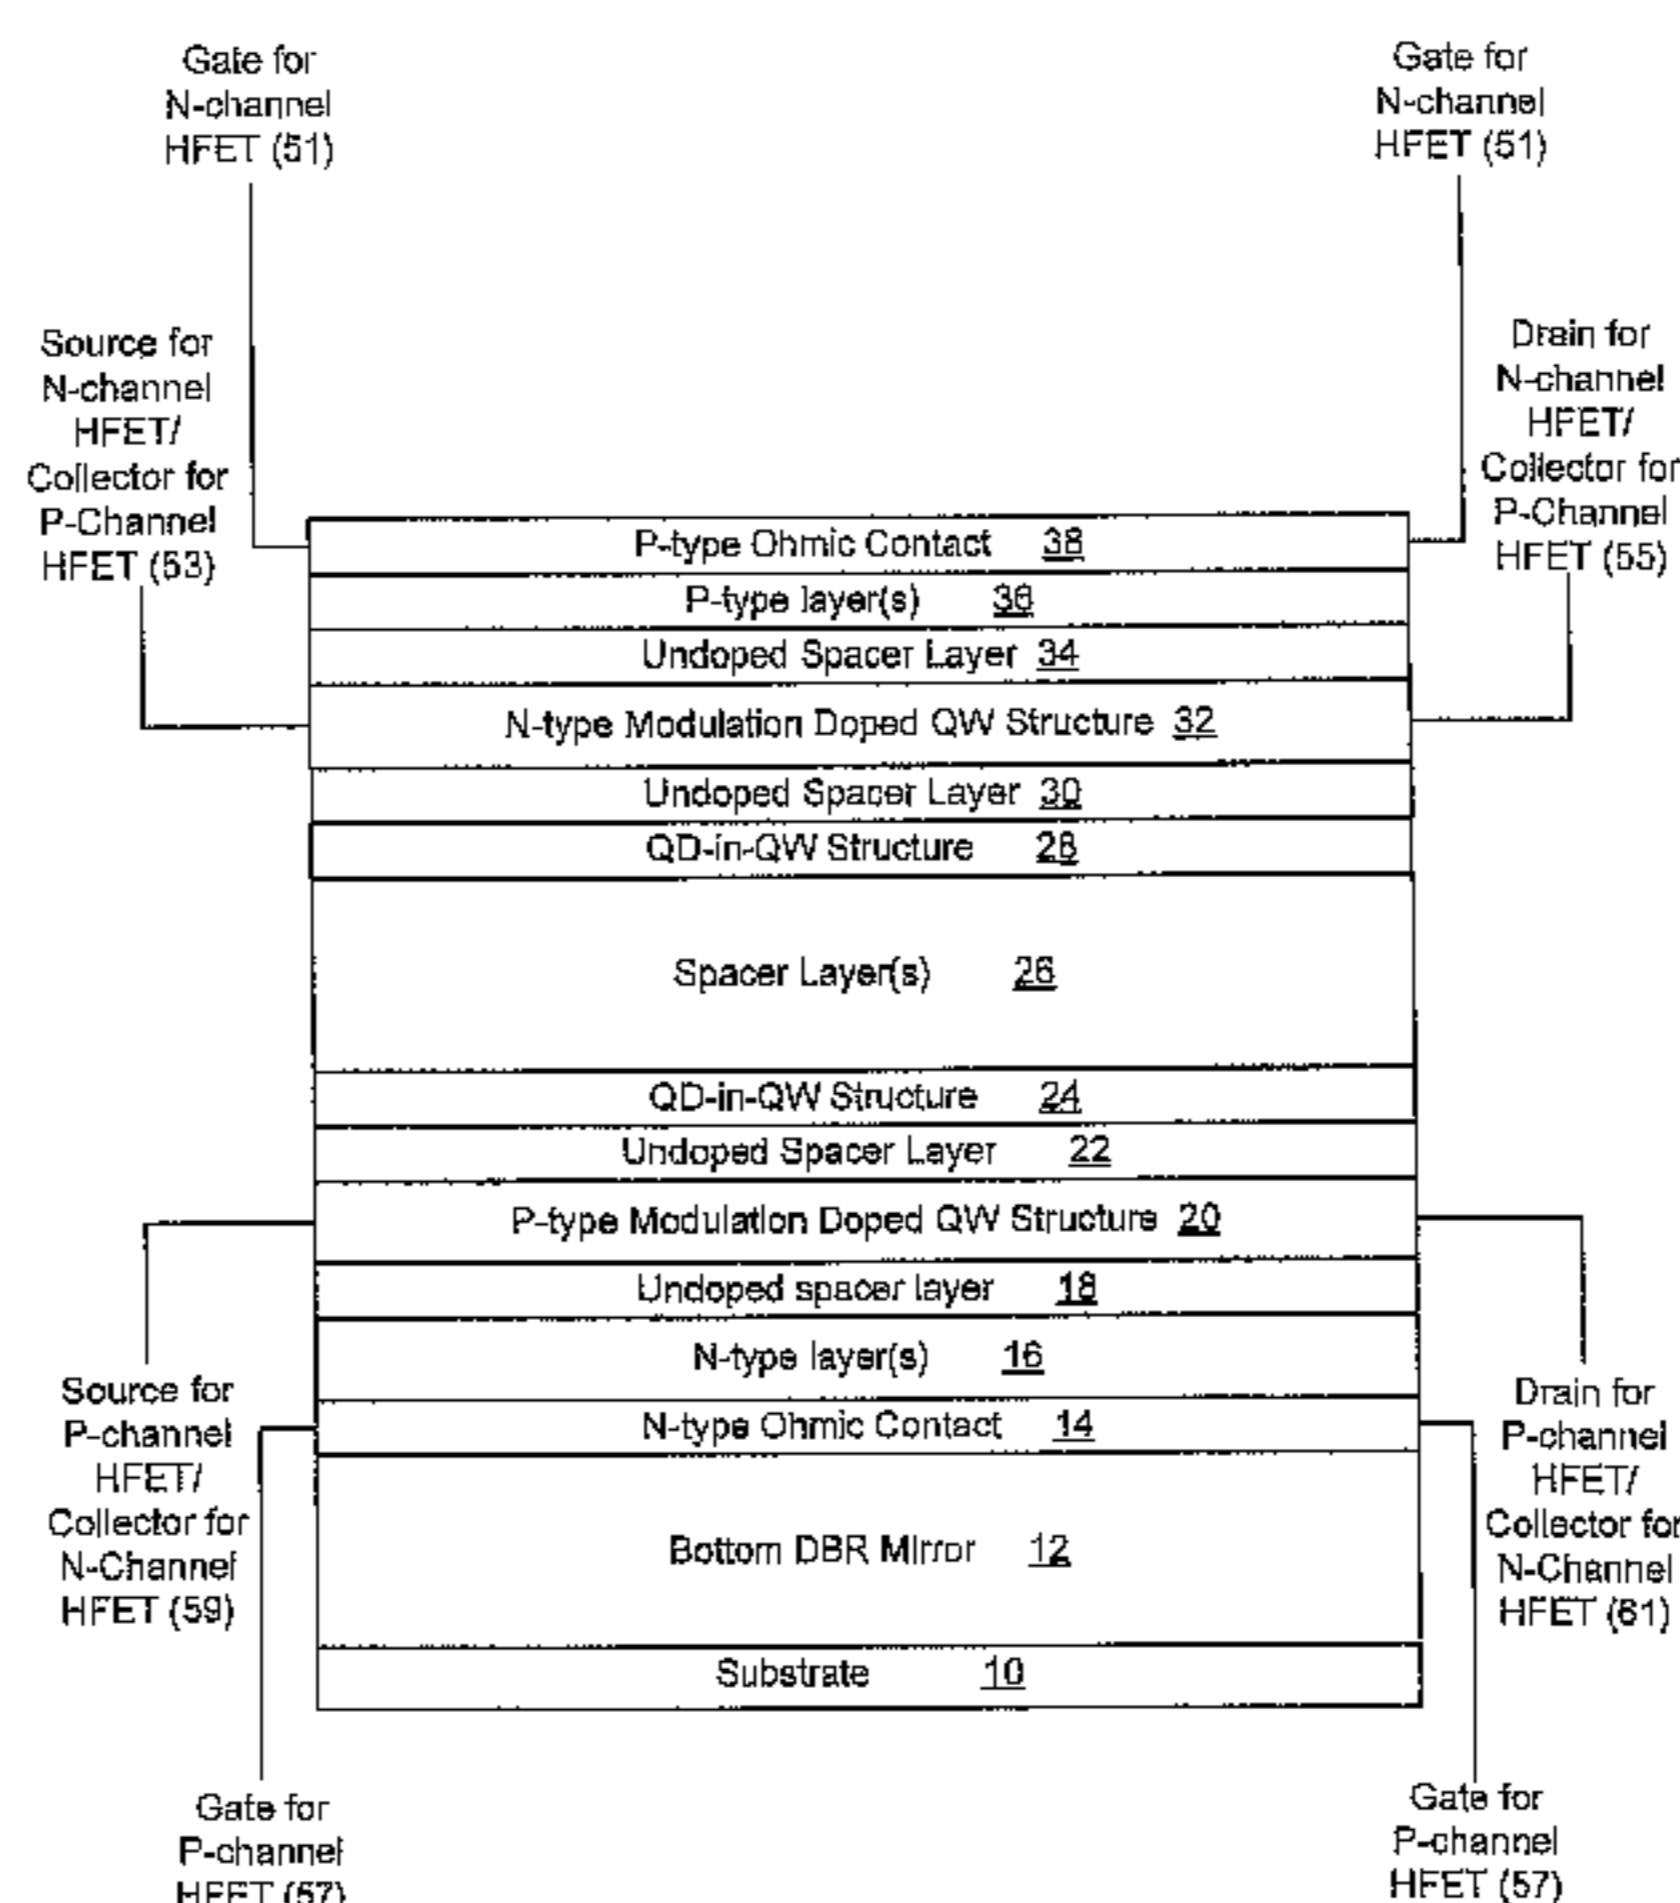 Gate for
N-channel
HFET (51)
Gate for
N-channel
HFET (51)
Source for
N-channel
HFET/
Collector for
P-Channel
HFET (53)
Drain for
N-channel
HFET/
Collector for
P-Channel
HFET (55)
P-type Ohmic Contact 38
P-type layer(s) 36
Undoped Spacer Layer 34
N-type Modulation Doped QW Structure 32
Undoped Spacer Layer 30
QD-in-QW Structure 28
Spacer Layer(s) 26
QD-in-QW Structure 24
Undoped Spacer Layer 22
P-type Modulation Doped QW Structure 20
Undoped spacer layer 18
N-type layer(s) 16
N-type Ohmic Contact 14
Bottom DBR Mirror 12
Substrate 10
Source for
P-channel
HFET/
Collector for
N-Channel
HFET (59)
Drain for
P-channel
HFET/
Collector for
N-Channel
HFET (61)
Gate for
P-channel
HFET (57)
Gate for
P-channel
HFET (57)